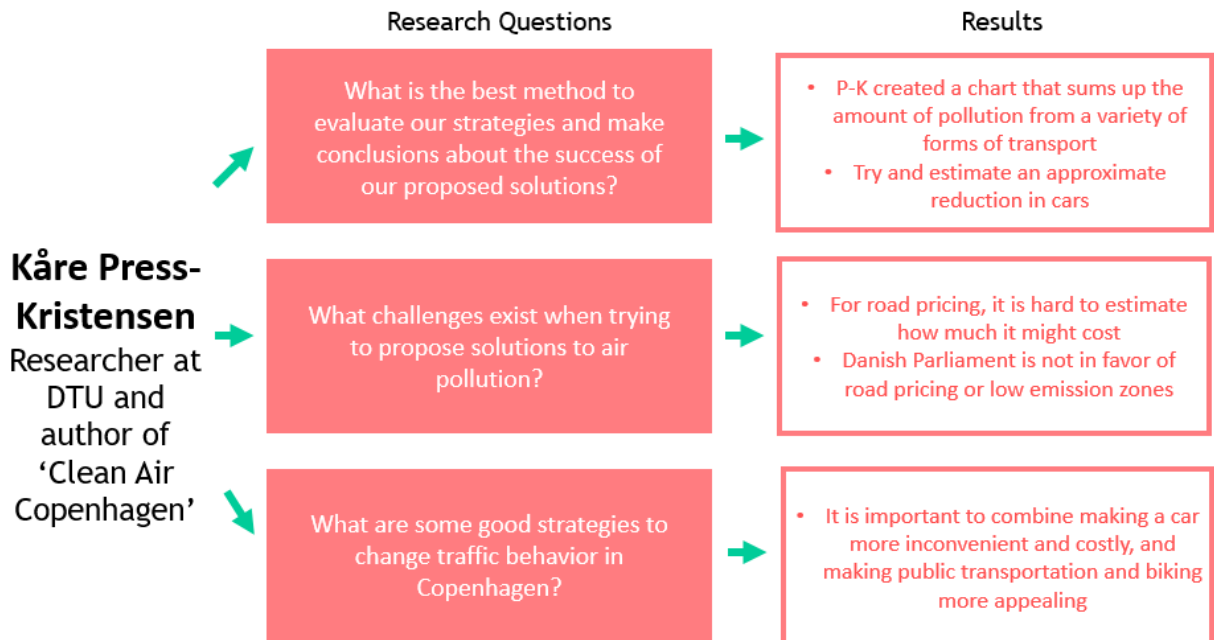 Research Questions
Results
Kåre Press-
Kristensen
Researcher at
DTU and
author of
‘Clean Air
Copenhagen’
What is the best method to
evaluate our strategies and make
conclusions about the success of
our proposed solutions?
• P-K created a chart that sums up the
amount of pollution from a variety of
forms of transport
• Try and estimate an approximate
reduction in cars
What challenges exist when trying
to propose solutions to air
pollution?
• For road pricing, it is hard to estimate
how much it might cost
• Danish Parliament is not in favor of
road pricing or low emission zones
What are some good strategies to
change traffic behavior in
Copenhagen?
• It is important to combine making a car
more inconvenient and costly, and
making public transportation and biking
more appealing